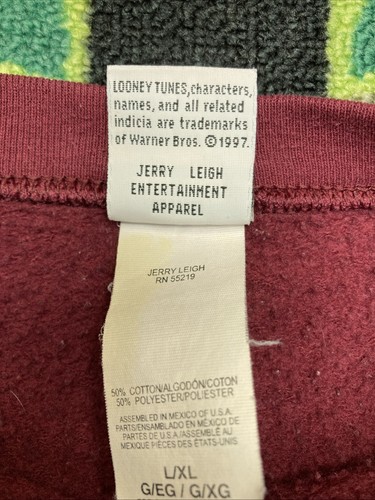 LOONEY TUNES, characters,
names, and all related
indicia are trademarks
of Warner Bros. ©1997.
JERRY LEIGH
ENTERTAINMENT
APPAREL
JERRY LEIGH
RN 55219
50% COTTON/ALGODÓN/COTON
50% POLYESTER/POLIESTER
ASSEMBLED IN MEXICO OF U.S.A.
PARTS/ENSAMBLADO EN MÉXICO DE
PARTES DE U.S.A./ASSEMBLÉ AU
MEXIQUE PIÈCES DES ÉTATS-UNIS
L/XL
G/EG / G/XG